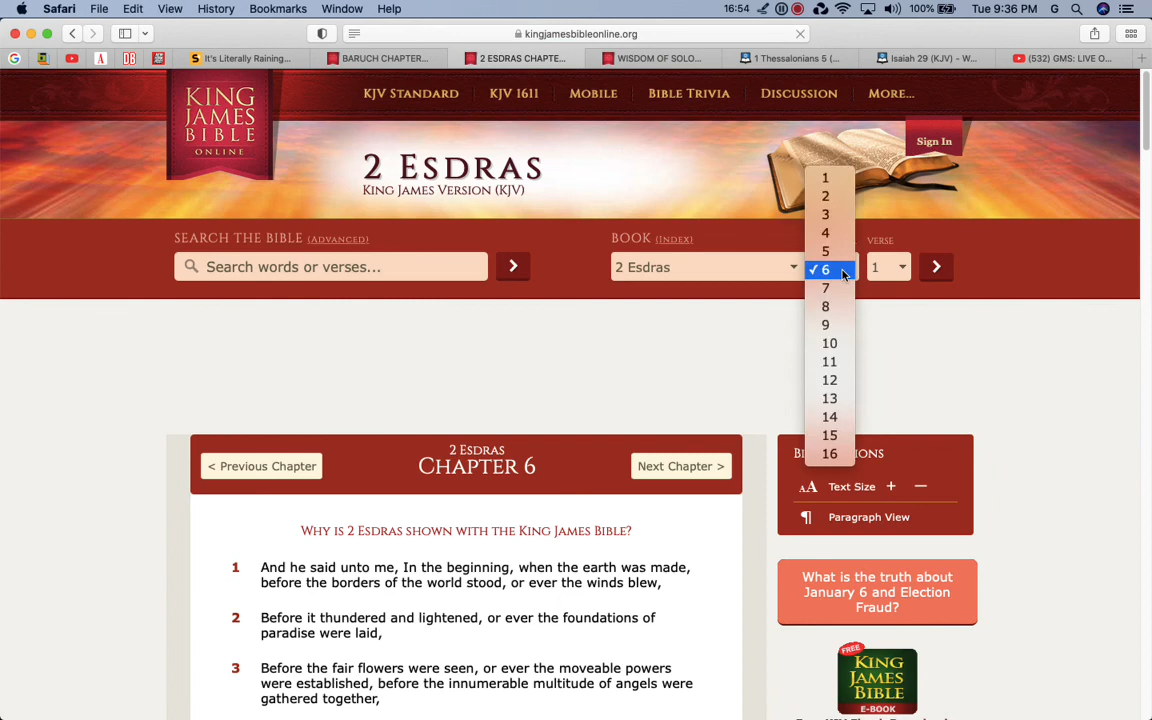 Safari File Edit View History Bookmarks Window Help 16:54 100% Tue 9:36 PM G
kingjamesbibleonline.org
It's Literally Raining... BARUCH CHAPTER... 2 ESDRAS CHAPTE... WISDOM OF SOLO... 1 Thessalonians 5 (... Isaiah 29 (KJV) - W... (532) GMS: LIVE O...
KING
JAMES
BIBLE
ONLINE
KJV Standard KJV 1611 Mobile Bible Trivia Discussion More...
Sign In
2 Esdras
King James Version (KJV)
SEARCH THE BIBLE (ADVANCED)
Search words or verses...
BOOK (INDEX) VERSE
2 Esdras 1
1
2
3
4
5
✓ 6
7
8
9
10
11
12
13
14
15
16
< Previous Chapter
2 Esdras
Chapter 6
Next Chapter >
Why is 2 Esdras shown with the King James Bible?
1 And he said unto me, In the beginning, when the earth was made,
before the borders of the world stood, or ever the winds blew,
2 Before it thundered and lightened, or ever the foundations of
paradise were laid,
3 Before the fair flowers were seen, or ever the moveable powers
were established, before the innumerable multitude of angels were
gathered together,
AA Text Size + —
¶ Paragraph View
What is the truth about
January 6 and Election
Fraud?
FREE
KING
JAMES
BIBLE
E-BOOK